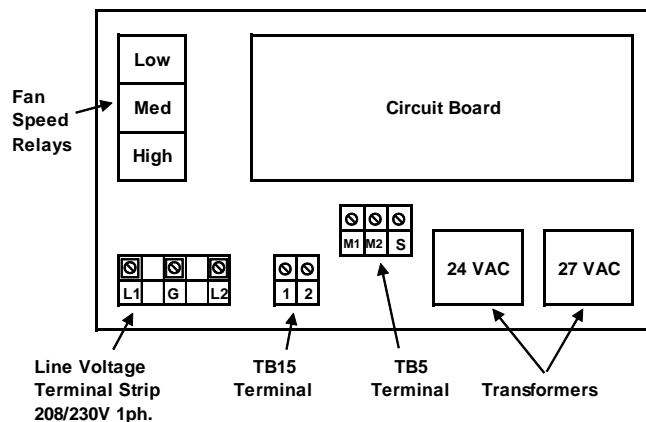 Low
Med
High
Fan
Speed
Relays
Circuit Board
M1 M2 S
24 VAC
27 VAC
L1 G L2
1 2
Line Voltage
Terminal Strip
208/230V 1ph.
TB15
Terminal
TB5
Terminal
Transformers